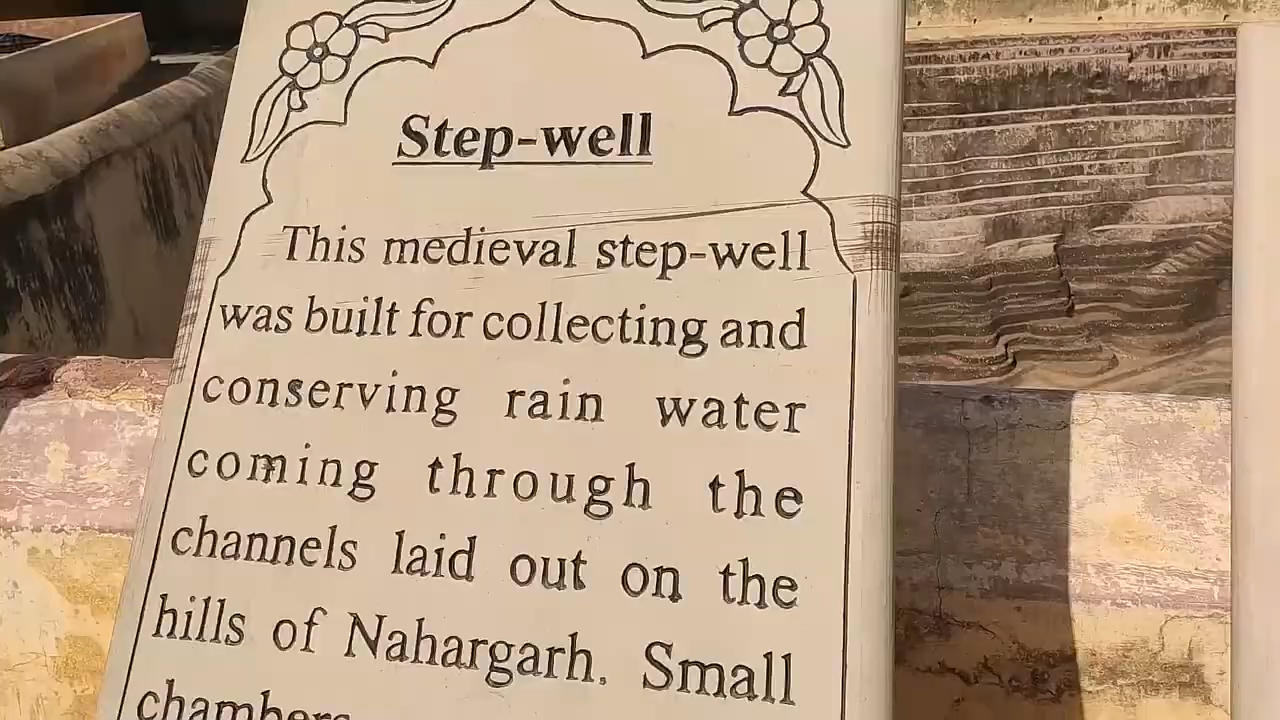 Step-well
This medieval step-well
was built for collecting and
conserving rain water
coming through the
channels laid out on the
hills of Nahargarh. Small
chambers